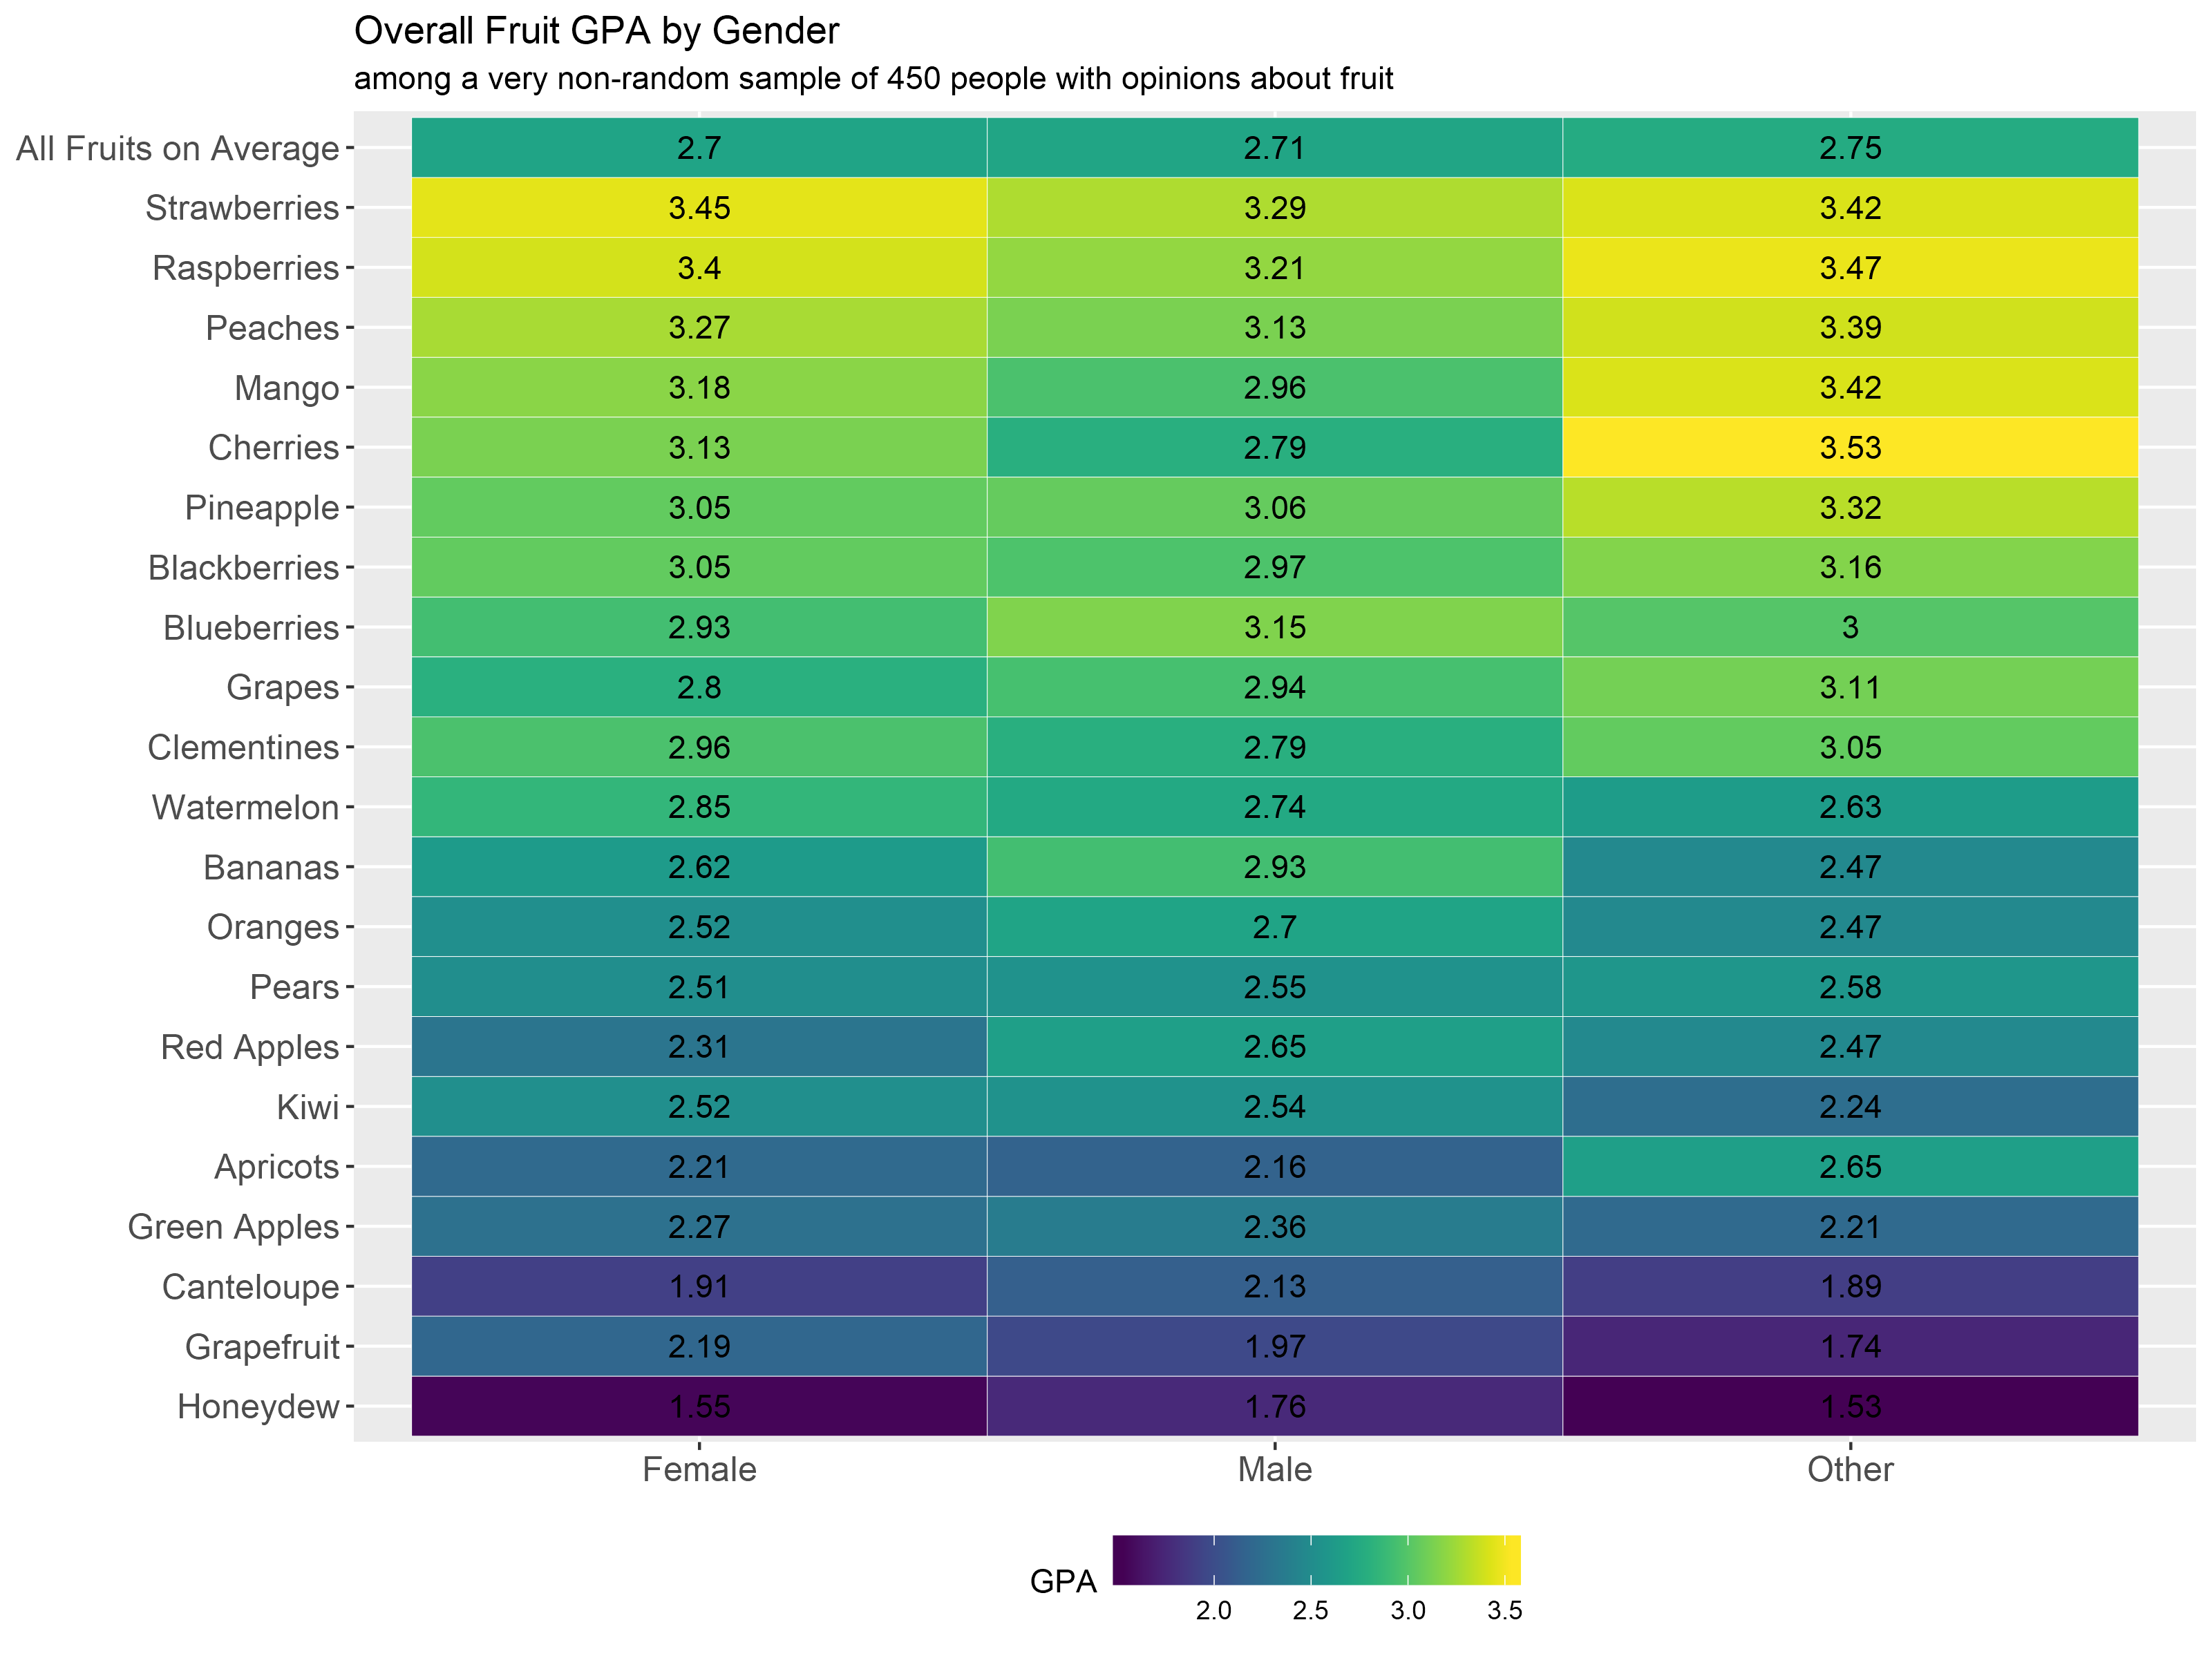 Overall Fruit GPA by Gender
among a very non-random sample of 450 people with opinions about fruit
All Fruits on Average 2.7 2.71 2.75
Strawberries 3.45 3.29 3.42
Raspberries 3.4 3.21 3.47
Peaches 3.27 3.13 3.39
Mango 3.18 2.96 3.42
Cherries 3.13 2.79 3.53
Pineapple 3.05 3.06 3.32
Blackberries 3.05 2.97 3.16
Blueberries 2.93 3.15 3
Grapes 2.8 2.94 3.11
Clementines 2.96 2.79 3.05
Watermelon 2.85 2.74 2.63
Bananas 2.62 2.93 2.47
Oranges 2.52 2.7 2.47
Pears 2.51 2.55 2.58
Red Apples 2.31 2.65 2.47
Kiwi 2.52 2.54 2.24
Apricots 2.21 2.16 2.65
Green Apples 2.27 2.36 2.21
Canteloupe 1.91 2.13 1.89
Grapefruit 2.19 1.97 1.74
Honeydew 1.55 1.76 1.53
Female Male Other
GPA
2.0 2.5 3.0 3.5